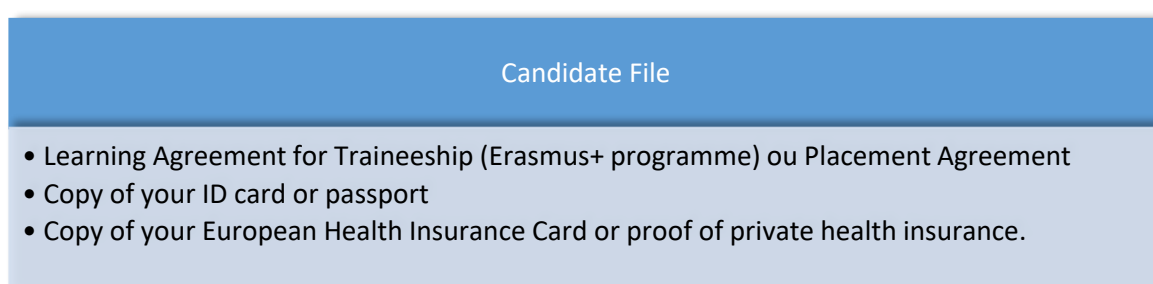 Candidate File
• Learning Agreement for Traineeship (Erasmus+ programme) ou Placement Agreement
• Copy of your ID card or passport
• Copy of your European Health Insurance Card or proof of private health insurance.